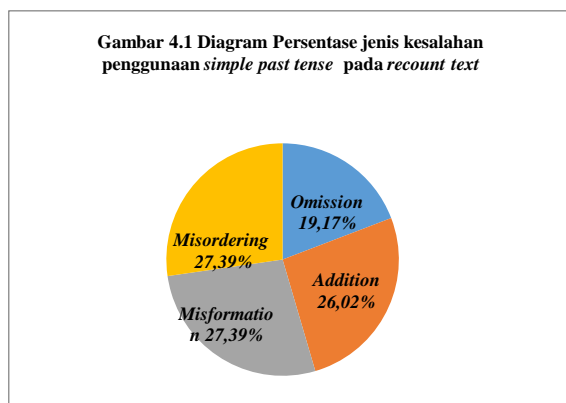 Gambar 4.1 Diagram Persentase jenis kesalahan
penggunaan simple past tense pada recount text
Omission
19,17%
Addition
26,02%
Misformatio
n 27,39%
Misordering
27,39%